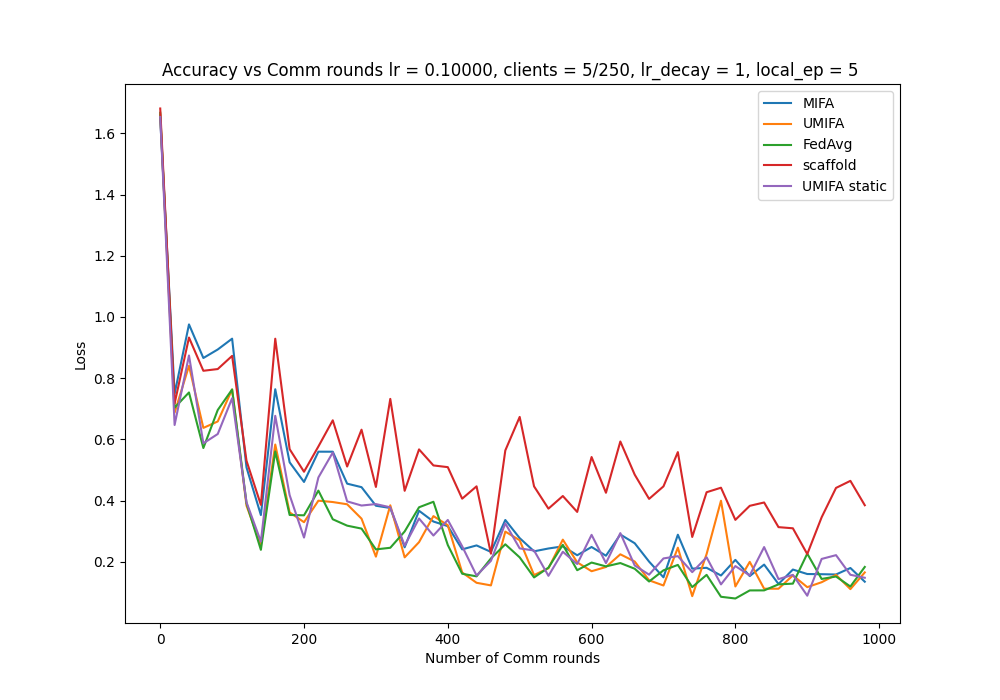 Accuracy vs Comm rounds lr = 0.10000, clients = 5/250, lr_decay = 1, local_ep = 5
MIFA
UMIFA
FedAvg
scaffold
UMIFA static
1.6
1.4
1.2
1.0
0.8
0.6
0.4
0.2
Loss
0 200 400 600 800 1000
Number of Comm rounds